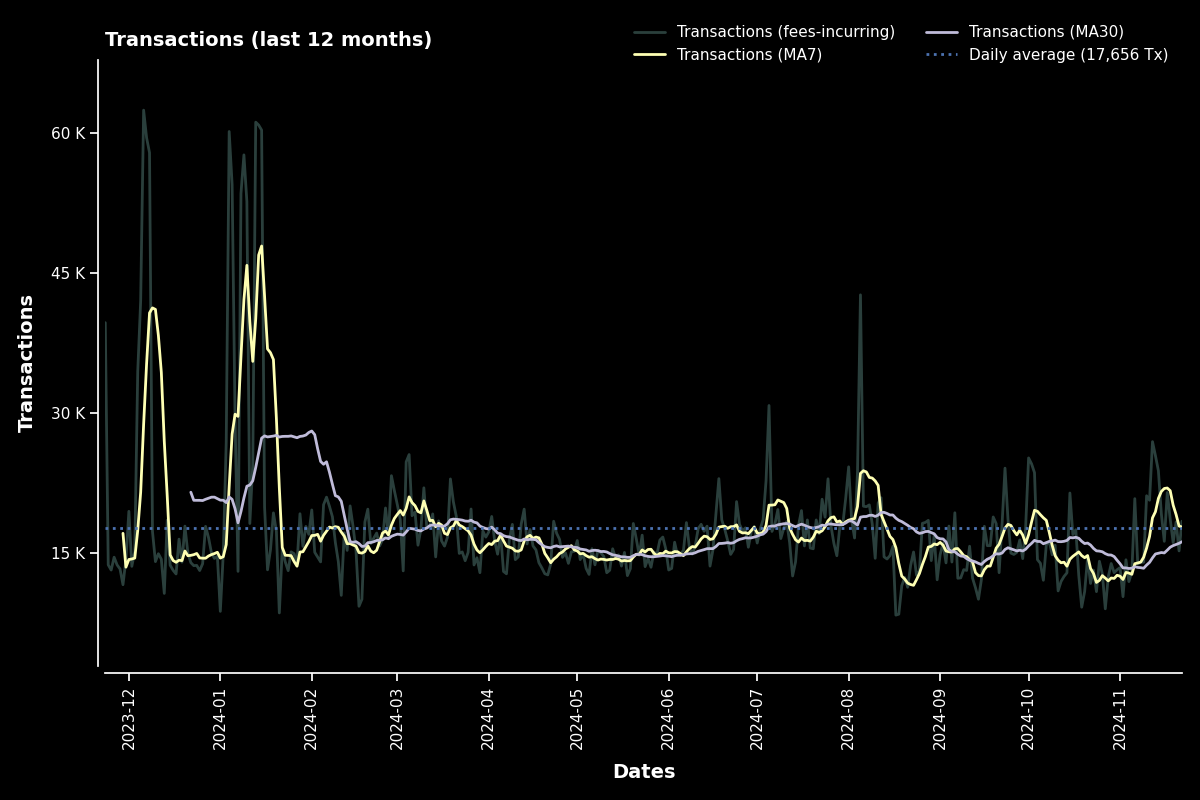 Transactions (last 12 months)
Transactions (fees-incurring)
Transactions (MA7)
Transactions (MA30)
Daily average (17,656 Tx)
Transactions
60 K
45 K
30 K
15 K
2023-12
2024-01
2024-02
2024-03
2024-04
2024-05
2024-06
2024-07
2024-08
2024-09
2024-10
2024-11
Dates